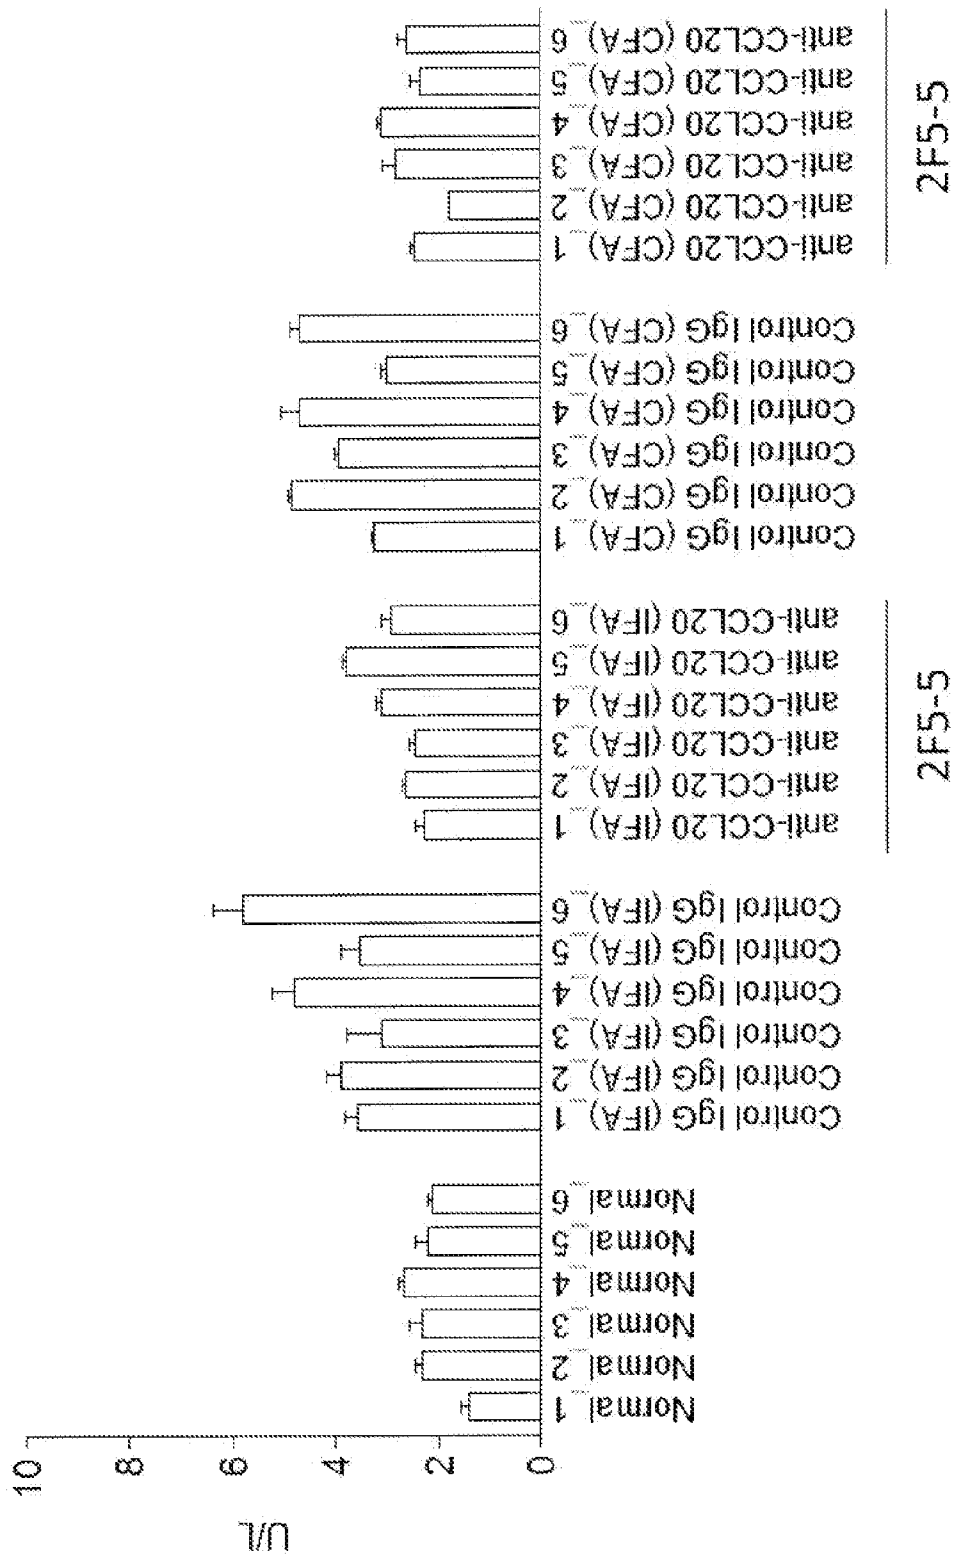 U/L
10
8
6
4
2
0
Normal_1
Normal_2
Normal_3
Normal_4
Normal_5
Normal_6
Control IgG (IFA)_1
Control IgG (IFA)_2
Control IgG (IFA)_3
Control IgG (IFA)_4
Control IgG (IFA)_5
Control IgG (IFA)_6
anti-CCL20 (IFA)_1
anti-CCL20 (IFA)_2
anti-CCL20 (IFA)_3
anti-CCL20 (IFA)_4
anti-CCL20 (IFA)_5
anti-CCL20 (IFA)_6
Control IgG (CFA)_1
Control IgG (CFA)_2
Control IgG (CFA)_3
Control IgG (CFA)_4
Control IgG (CFA)_5
Control IgG (CFA)_6
anti-CCL20 (CFA)_1
anti-CCL20 (CFA)_2
anti-CCL20 (CFA)_3
anti-CCL20 (CFA)_4
anti-CCL20 (CFA)_5
anti-CCL20 (CFA)_6
2F5-5
2F5-5